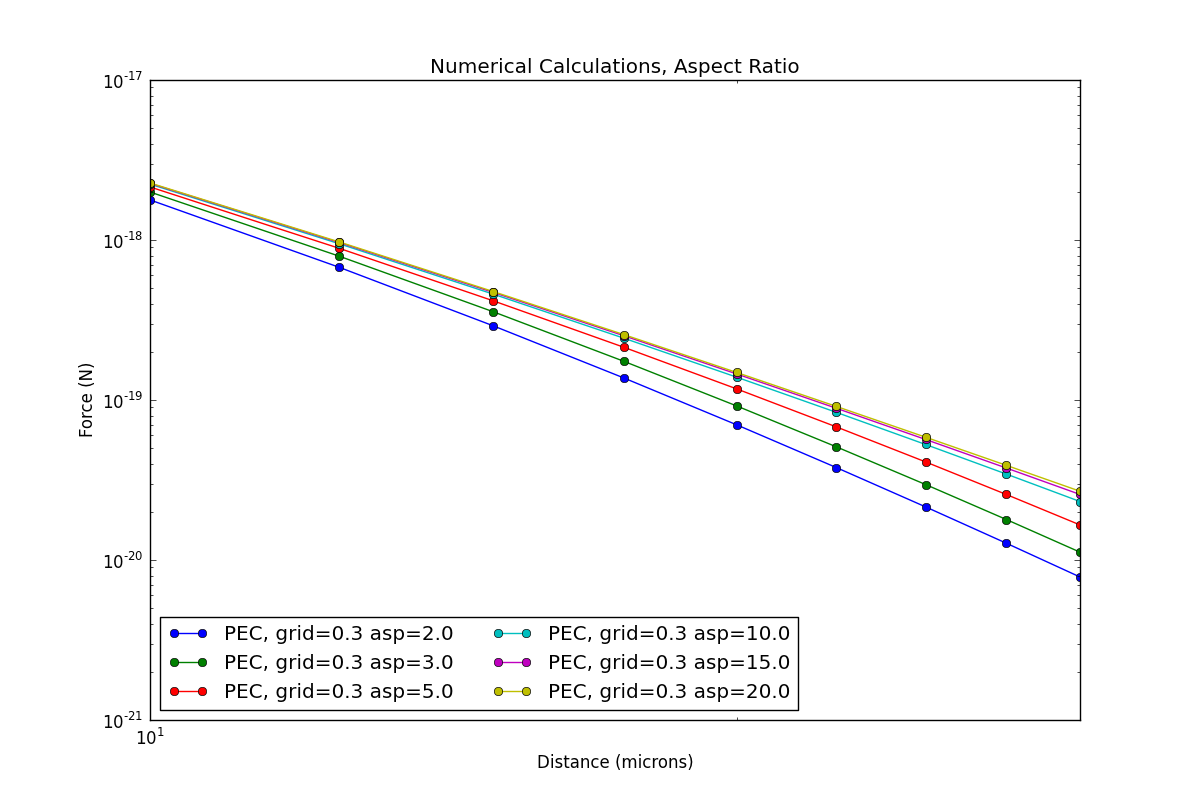 Numerical Calculations, Aspect Ratio
10^-17
10^-18
10^-19
10^-20
10^-21
Force (N)
PEC, grid=0.3 asp=2.0
PEC, grid=0.3 asp=3.0
PEC, grid=0.3 asp=5.0
PEC, grid=0.3 asp=10.0
PEC, grid=0.3 asp=15.0
PEC, grid=0.3 asp=20.0
10^1
Distance (microns)